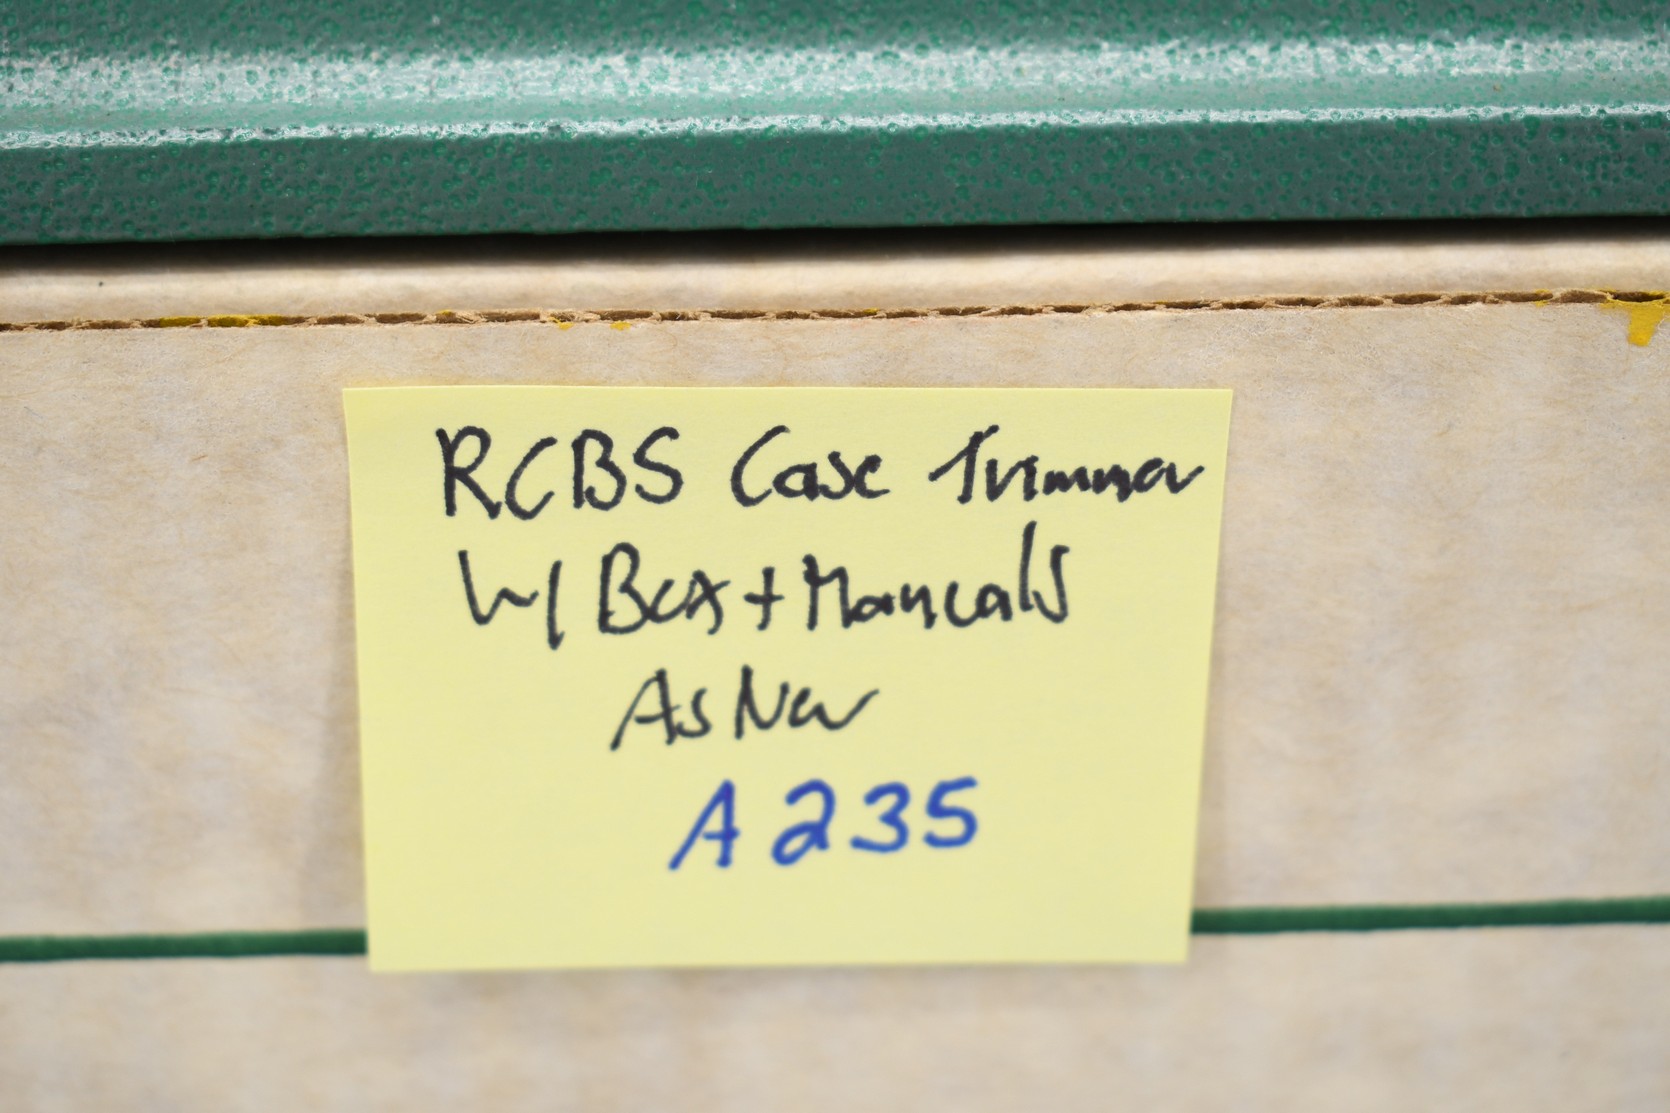 RCBS Case Trimmer
w/ Box + Manuals
As New
A235